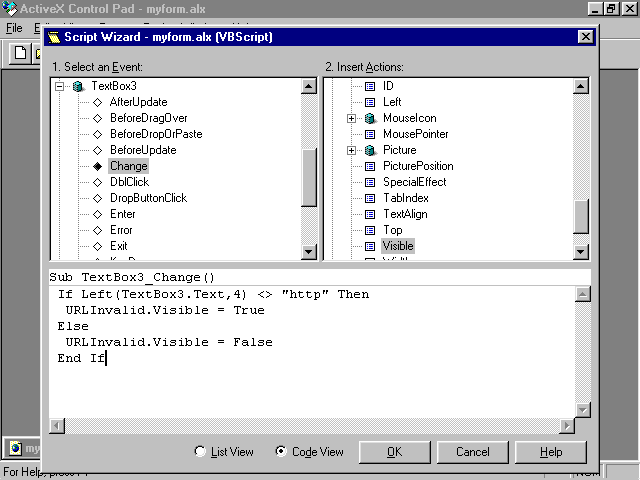 ActiveX Control Pad - myform.alx
File
Script Wizard - myform.alx (VBScript)
1. Select an Event:
2. Insert Actions:
TextBox3
AfterUpdate
BeforeDragOver
BeforeDropOrPaste
BeforeUpdate
Change
DblClick
DropButtonClick
Enter
Error
Exit
ID
Left
MouseIcon
MousePointer
Picture
PicturePosition
SpecialEffect
TabIndex
TextAlign
Top
Visible
Sub TextBox3_Change()
If Left(TextBox3.Text,4) <> "http" Then
URLInvalid.Visible = True
Else
URLInvalid.Visible = False
End If
List View
Code View
OK
Cancel
Help
my
For Help,